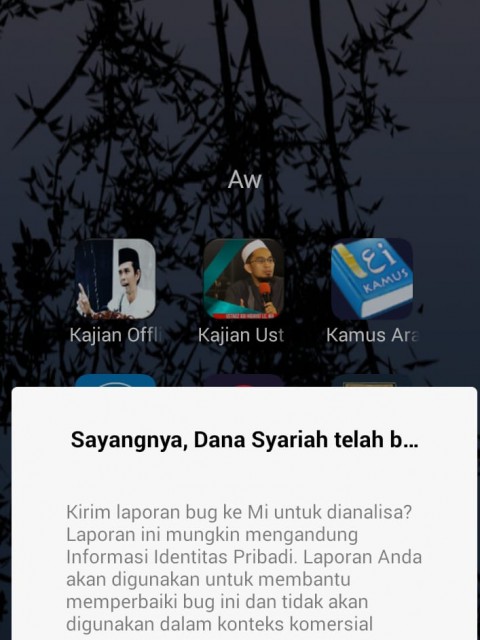 Aw
KAMUS
Kajian Offl
Kajian Ust
Kamus Ara
Sayangnya, Dana Syariah telah b...
Kirim laporan bug ke Mi untuk dianalisa?
Laporan ini mungkin mengandung
Informasi Identitas Pribadi. Laporan Anda
akan digunakan untuk membantu
memperbaiki bug ini dan tidak akan
digunakan dalam konteks komersial